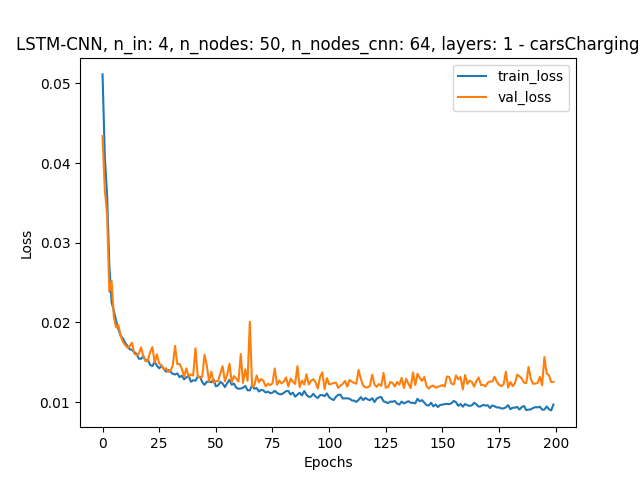 LSTM-CNN, n_in: 4, n_nodes: 50, n_nodes_cnn: 64, layers: 1 - carsCharging
train_loss
val_loss
0.05
0.04
0.03
0.02
0.01
Loss
0 25 50 75 100 125 150 175 200
Epochs